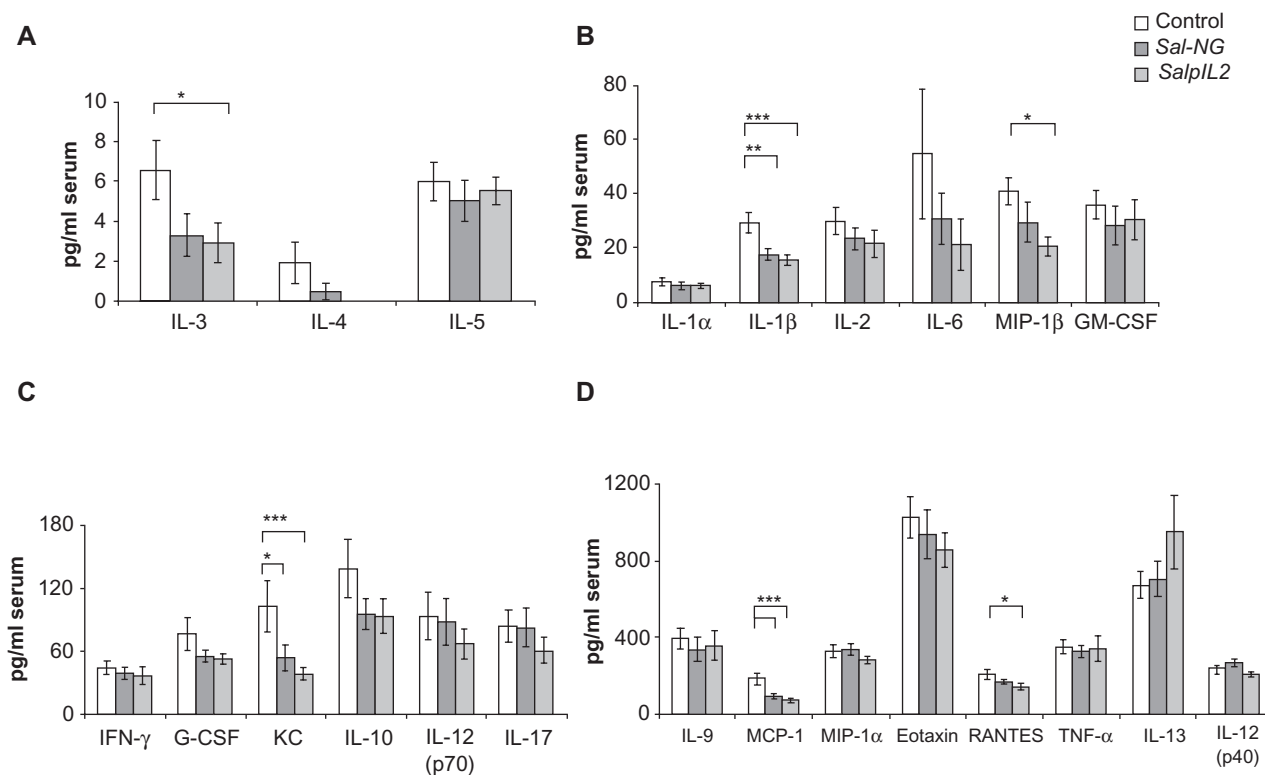 Control
Sal-NG
SalpIL2
A
pg/ml serum
10
8
6
4
2
0
*
IL-3
IL-4
IL-5
B
pg/ml serum
80
60
40
20
0
***
**
*
IL-1α
IL-1β
IL-2
IL-6
MIP-1β
GM-CSF
C
pg/ml serum
180
120
60
0
***
*
IFN-γ
G-CSF
KC
IL-10
IL-12
(p70)
IL-17
D
pg/ml serum
1200
800
400
0
***
*
IL-9
MCP-1
MIP-1α
Eotaxin
RANTES
TNF-α
IL-13
IL-12
(p40)